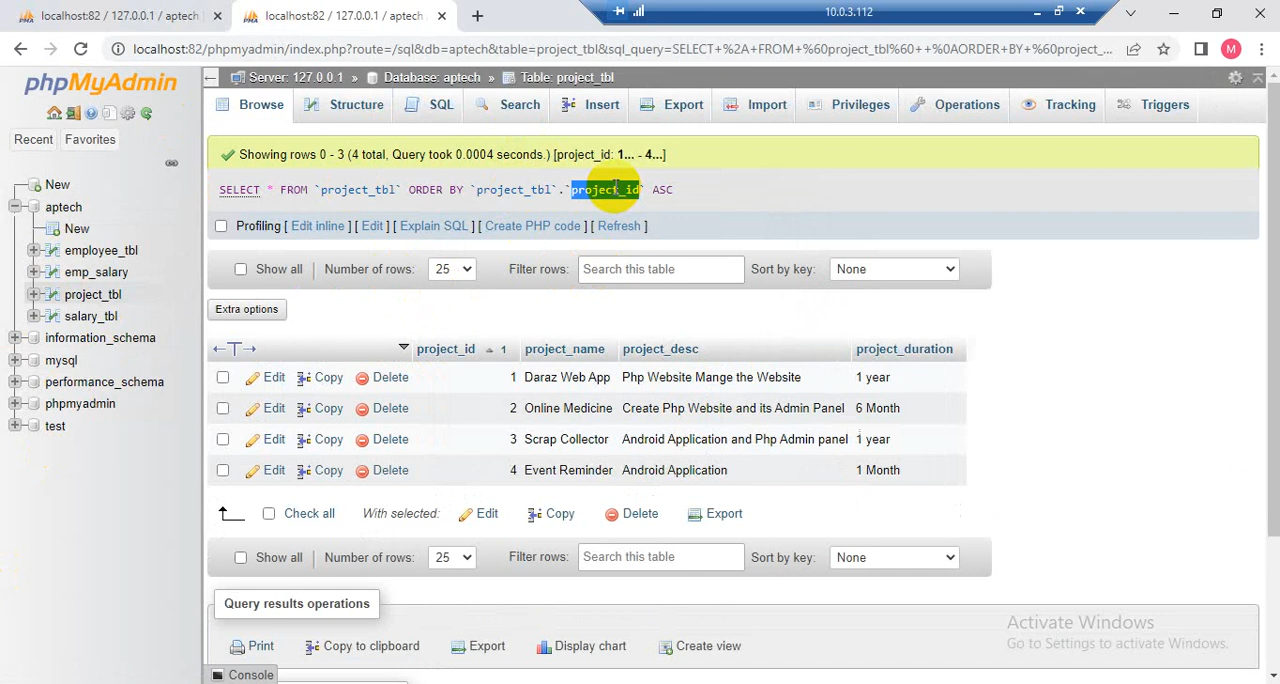 localhost:82 / 127.0.0.1 / aptech
localhost:82 / 127.0.0.1 / aptech
10.0.3.112
localhost:82/phpmyadmin/index.php?route=/sql&db=aptech&table=project_tbl&sql_query=SELECT+%2A+FROM+%60project_tbl%60++%0AORDER+BY+%60project_...
M
phpMyAdmin
Server: 127.0.0.1 » Database: aptech » Table: project_tbl
Browse Structure SQL Search Insert Export Import Privileges Operations Tracking Triggers
Recent Favorites
New
aptech
New
employee_tbl
emp_salary
project_tbl
salary_tbl
information_schema
mysql
performance_schema
phpmyadmin
test
Showing rows 0 - 3 (4 total, Query took 0.0004 seconds.) [project_id: 1... - 4...]
SELECT * FROM `project_tbl` ORDER BY `project_tbl`.`project_id` ASC
Profiling [ Edit inline ] [ Edit ] [ Explain SQL ] [ Create PHP code ] [ Refresh ]
Show all Number of rows: 25 Filter rows: Search this table Sort by key: None
Extra options
project_id 1 project_name project_desc project_duration
Edit Copy Delete 1 Daraz Web App Php Website Mange the Website 1 year
Edit Copy Delete 2 Online Medicine Create Php Website and its Admin Panel 6 Month
Edit Copy Delete 3 Scrap Collector Android Application and Php Admin panel 1 year
Edit Copy Delete 4 Event Reminder Android Application 1 Month
Check all With selected: Edit Copy Delete Export
Show all Number of rows: 25 Filter rows: Search this table Sort by key: None
Query results operations
Print Copy to clipboard Export Display chart Create view
Console
Activate Windows
Go to Settings to activate Windows.